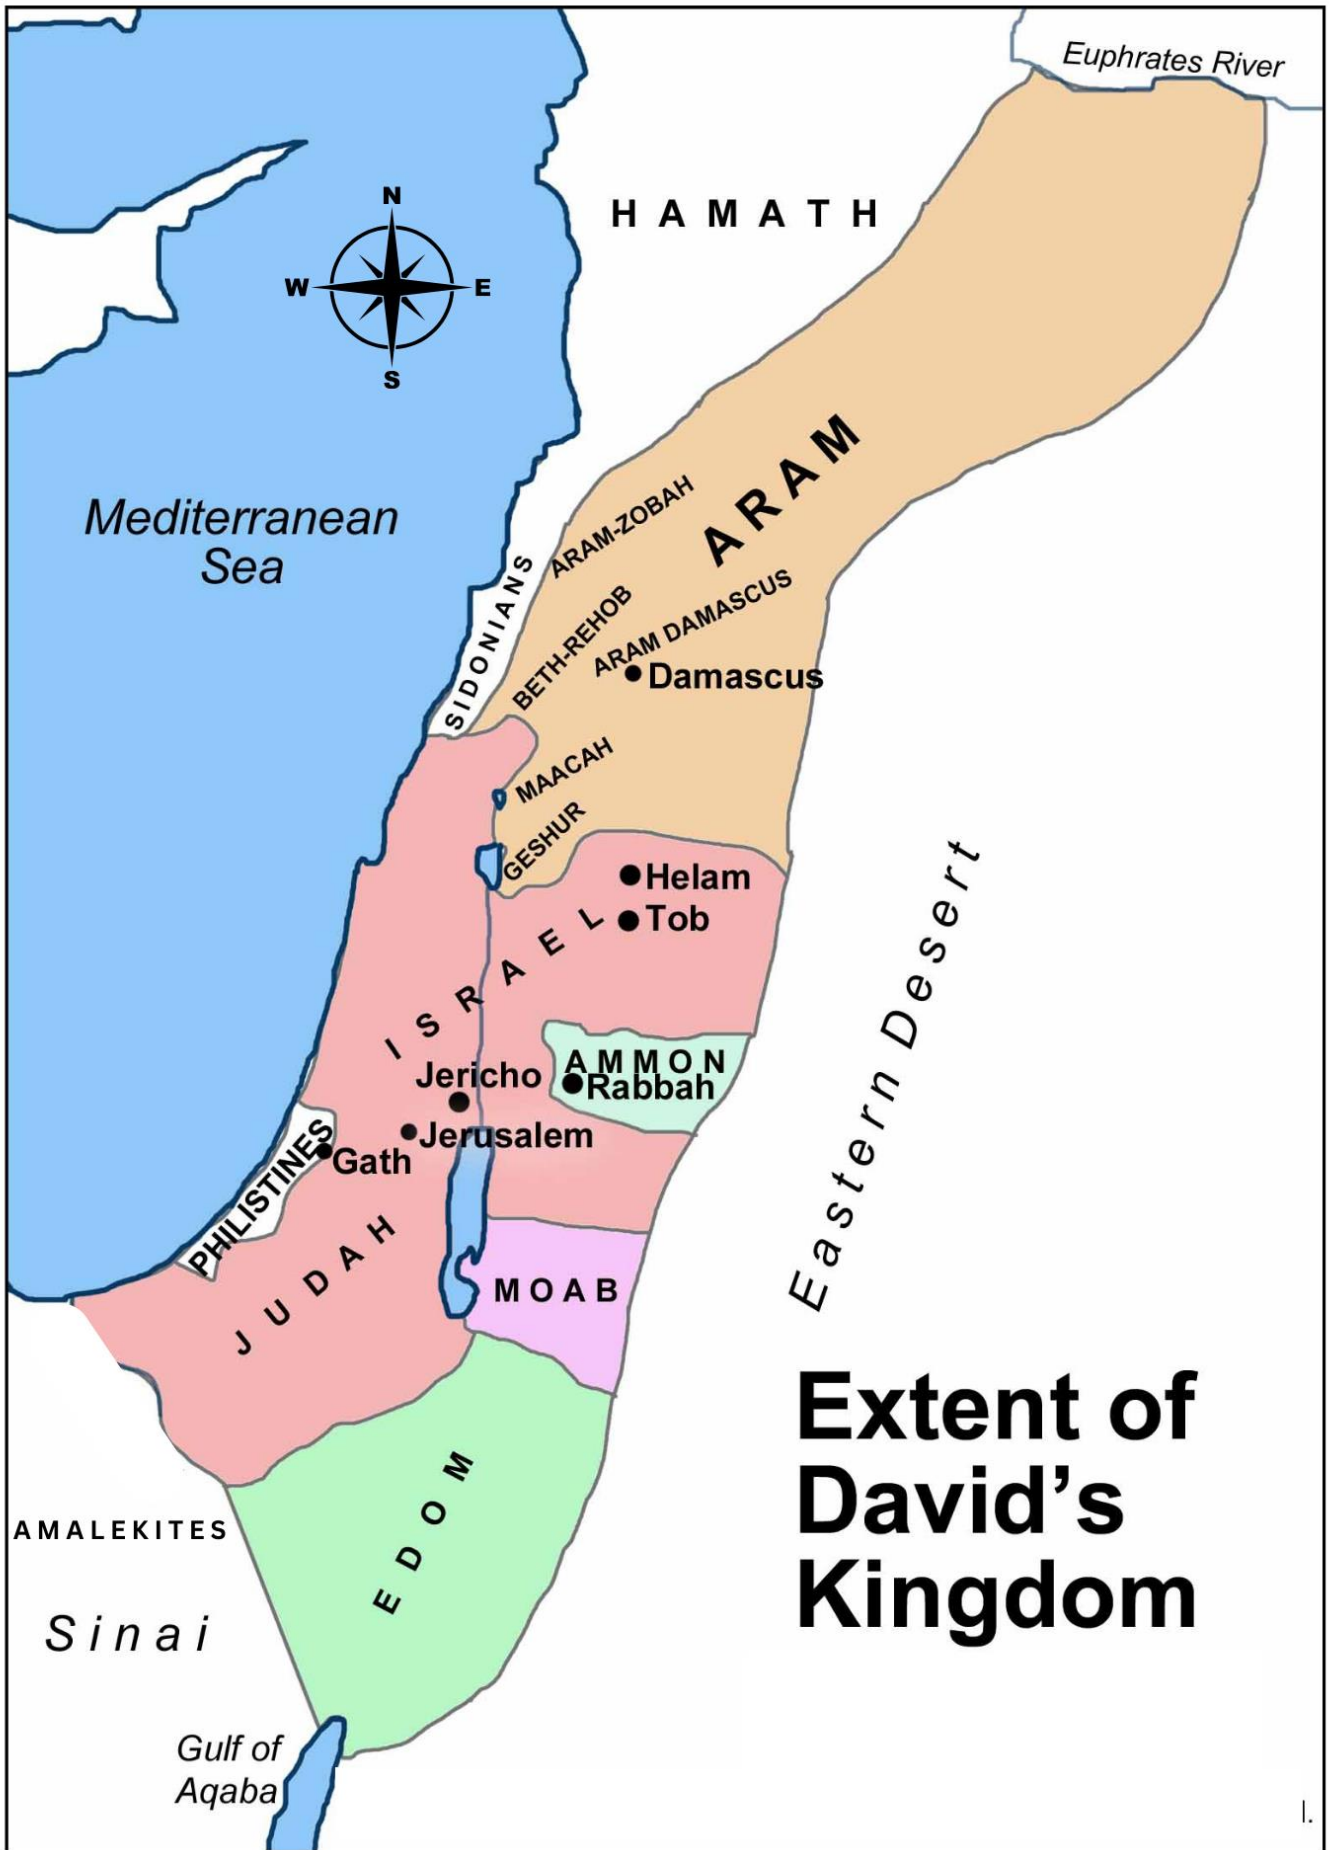 Euphrates River
N
W E
S
HAMATH
Mediterranean
Sea
ARAM
ARAM-ZOBAH
SIDONIANS
BETH-REHOB
ARAM DAMASCUS
Damascus
MAACAH
GESHUR
Helam
Tob
ISRAEL
Eastern Desert
AMMON
Rabbah
Jericho
Jerusalem
PHILISTINES
Gath
JUDAH
MOAB
Extent of
David's
Kingdom
EDOM
AMALEKITES
Sinai
Gulf of
Aqaba
l.